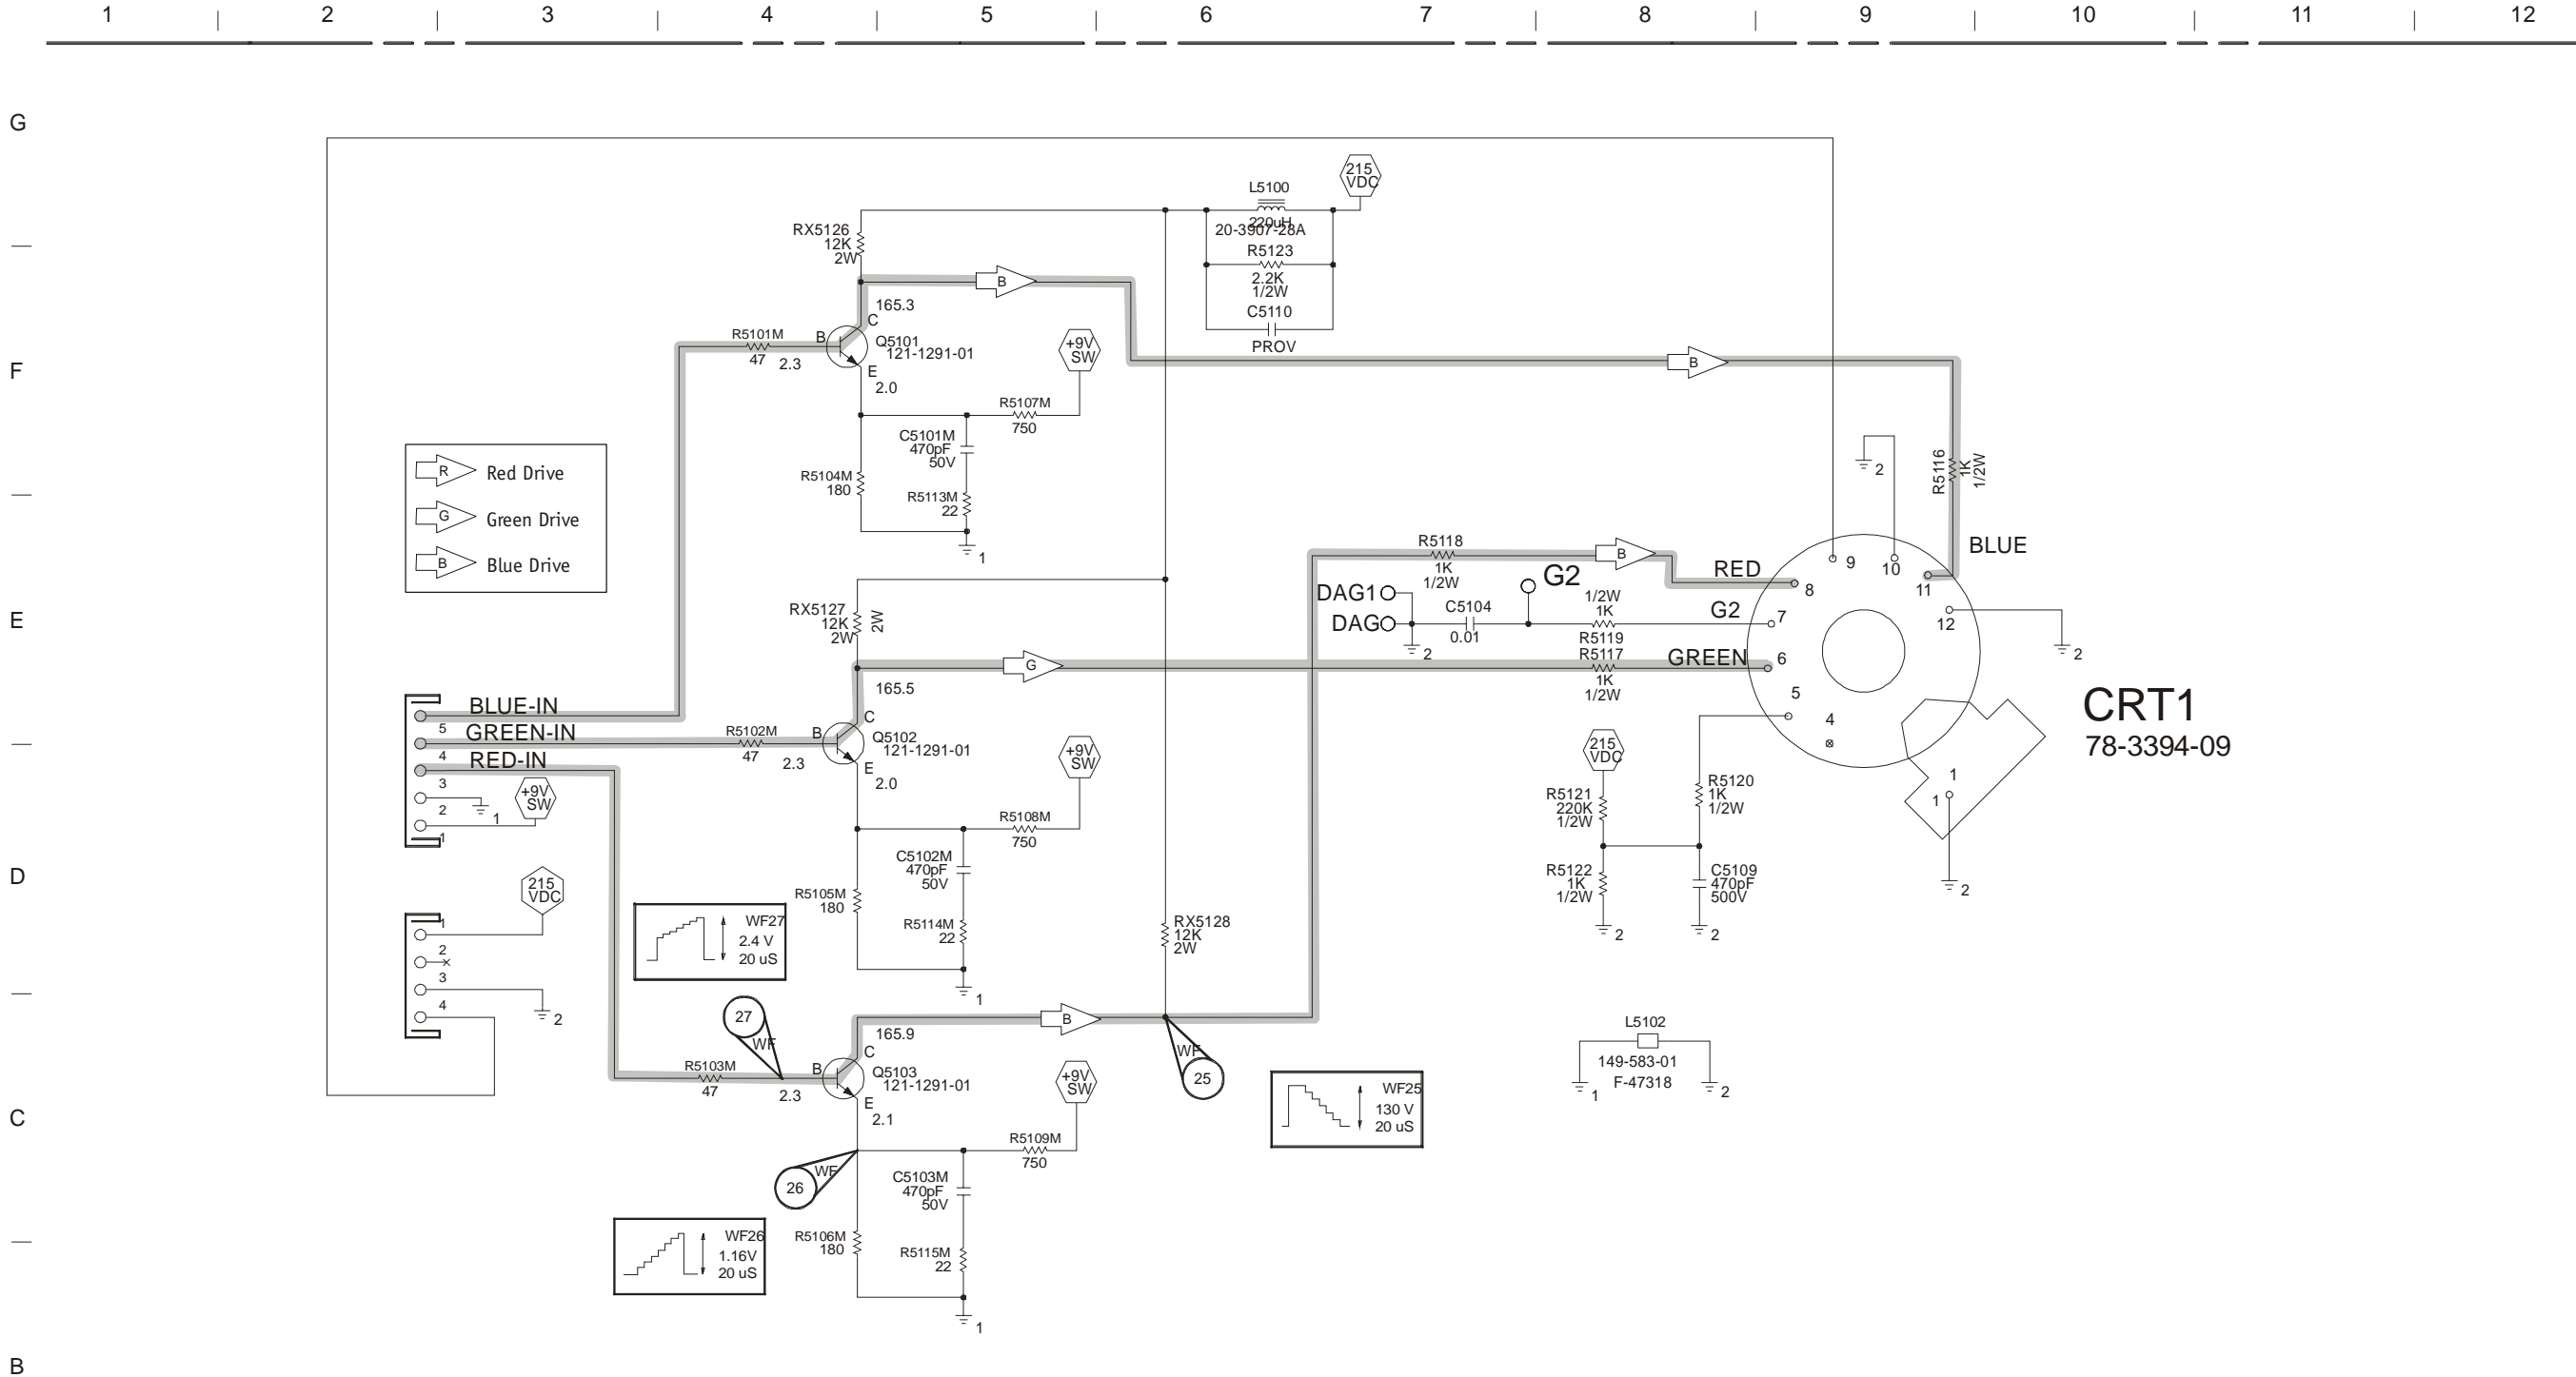 1 2 3 4 5 6 7 8 9 10 11 12
G
215
VDC
L5100
220uH
20-3907-28A
RX5126
12K
2W
R5123
2.2K
1/2W
C5110
PROV
B
165.3
C
R5101M
47
2.3
B
Q5101
121-1291-01
E
2.0
+9V
SW
B
F
R5107M
750
C5101M
470pF
50V
R5104M
180
R5113M
22
1
R Red Drive
G Green Drive
B Blue Drive
2
R5116
1K
1/2W
BLUE
R5118
1K
1/2W
B
RED
9
10
11
8
G2
DAG1
DAG
C5104
0.01
2
1/2W
1K
R5119
G2
7
12
2
E
RX5127
12K
2W
2W
G
R5117
1K
1/2W
GREEN
6
5
4
165.5
C
BLUE-IN
5
GREEN-IN
4
RED-IN
3
2
1
1
+9V
SW
R5102M
47
2.3
B
Q5102
121-1291-01
E
2.0
+9V
SW
CRT1
78-3394-09
215
VDC
R5121
220K
1/2W
R5120
1K
1/2W
1
1
2
R5108M
750
C5102M
470pF
50V
R5105M
180
R5114M
22
1
D
R5122
1K
1/2W
2
C5109
470pF
500V
2
215
VDC
1
2
3
4
2
WF27
2.4 V
20 uS
RX5128
12K
2W
27
WF
165.9
C
B
R5103M
47
2.3
B
Q5103
121-1291-01
E
2.1
+9V
SW
WF
25
WF25
130 V
20 uS
L5102
149-583-01
F-47318
1
2
C
R5109M
750
26
WF
C5103M
470pF
50V
R5106M
180
R5115M
22
1
WF26
1.16V
20 uS
B